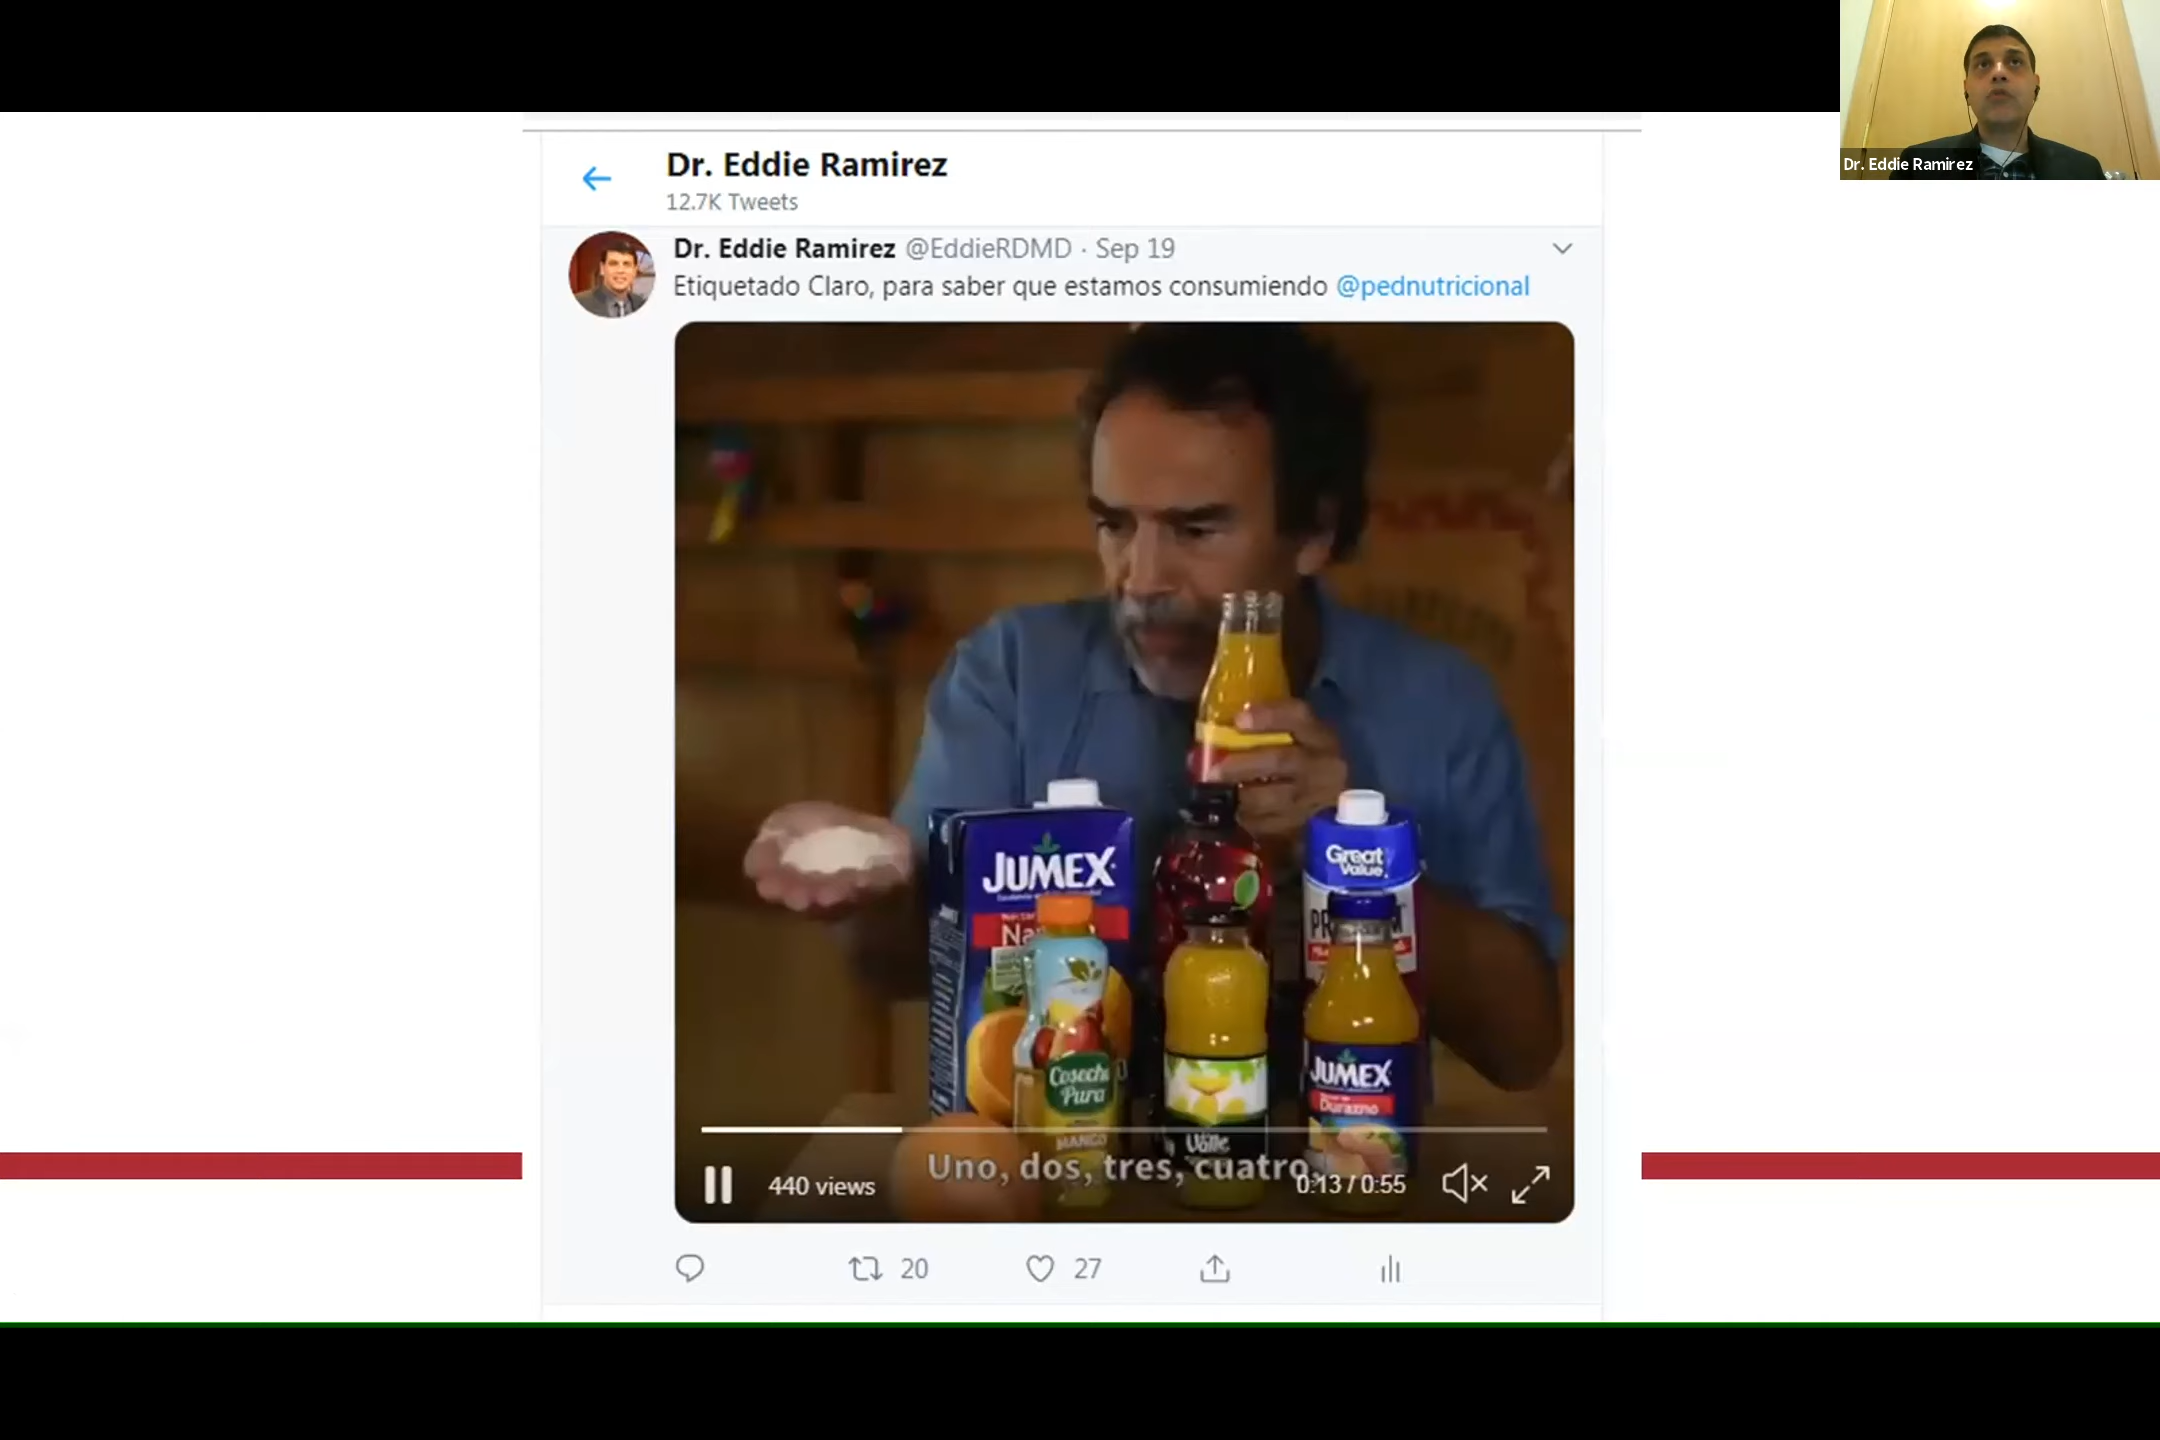 Dr. Eddie Ramirez
Dr. Eddie Ramirez
12.7K Tweets
Dr. Eddie Ramirez @EddieRDMD · Sep 19
Etiquetado Claro, para saber que estamos consumiendo @pednutricional
JUMEX
Great
Value
Cosecha
Pura
MANGO
Valle
JUMEX
Durazno
Uno, dos, tres, cuatro,
440 views
0:13 / 0:55
20
27